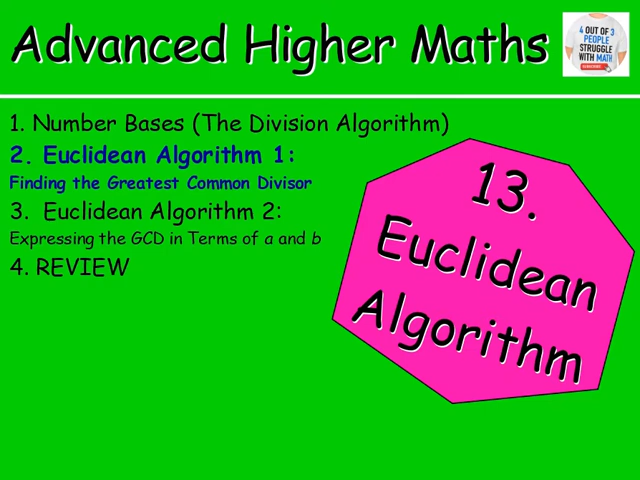 Advanced Higher Maths
4 OUT OF 3
PEOPLE
STRUGGLE
WITH MATH
1. Number Bases (The Division Algorithm)
2. Euclidean Algorithm 1:
Finding the Greatest Common Divisor
3. Euclidean Algorithm 2:
Expressing the GCD in Terms of a and b
4. REVIEW
13.
Euclidean
Algorithm